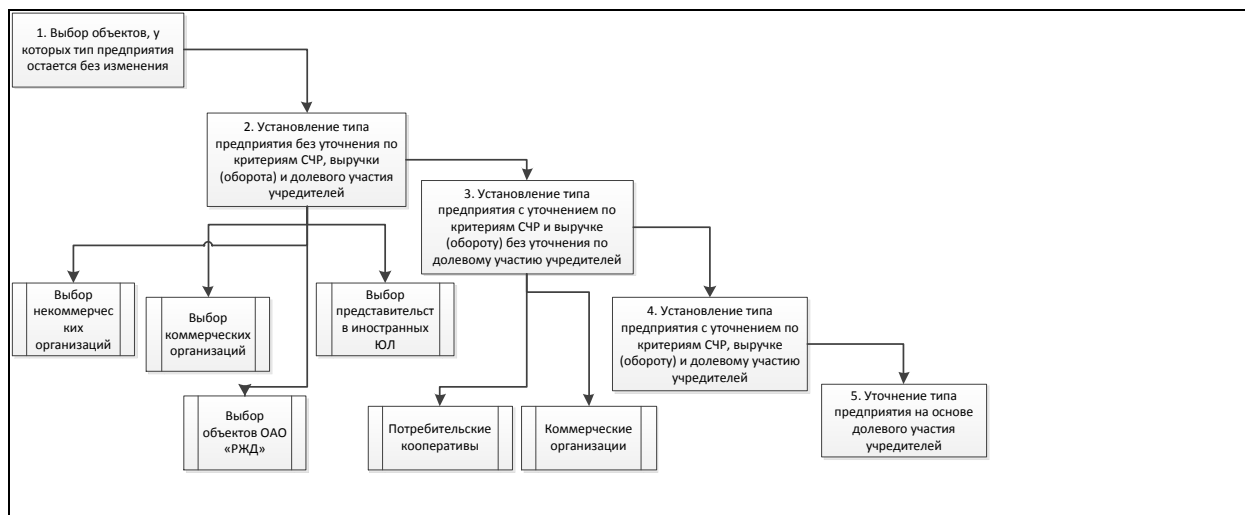 1. Выбор объектов, у
которых тип предприятия
остается без изменения
2. Установление типа
предприятия без уточнения по
критериям СЧР, выручки
(оборота) и долевого участия
учредителей
3. Установление типа
предприятия с уточнением по
критериям СЧР и выручке
(обороту) без уточнения по
долевому участию учредителей
Выбор
некоммерчес
ких
организаций
Выбор
коммерческих
организаций
Выбор
представительст
в иностранных
ЮЛ
4. Установление типа
предприятия с уточнением по
критериям СЧР, выручке
(обороту) и долевому участию
учредителей
Выбор
объектов ОАО
«РЖД»
Потребительские
кооперативы
Коммерческие
организации
5. Уточнение типа
предприятия на основе
долевого участия
учредителей